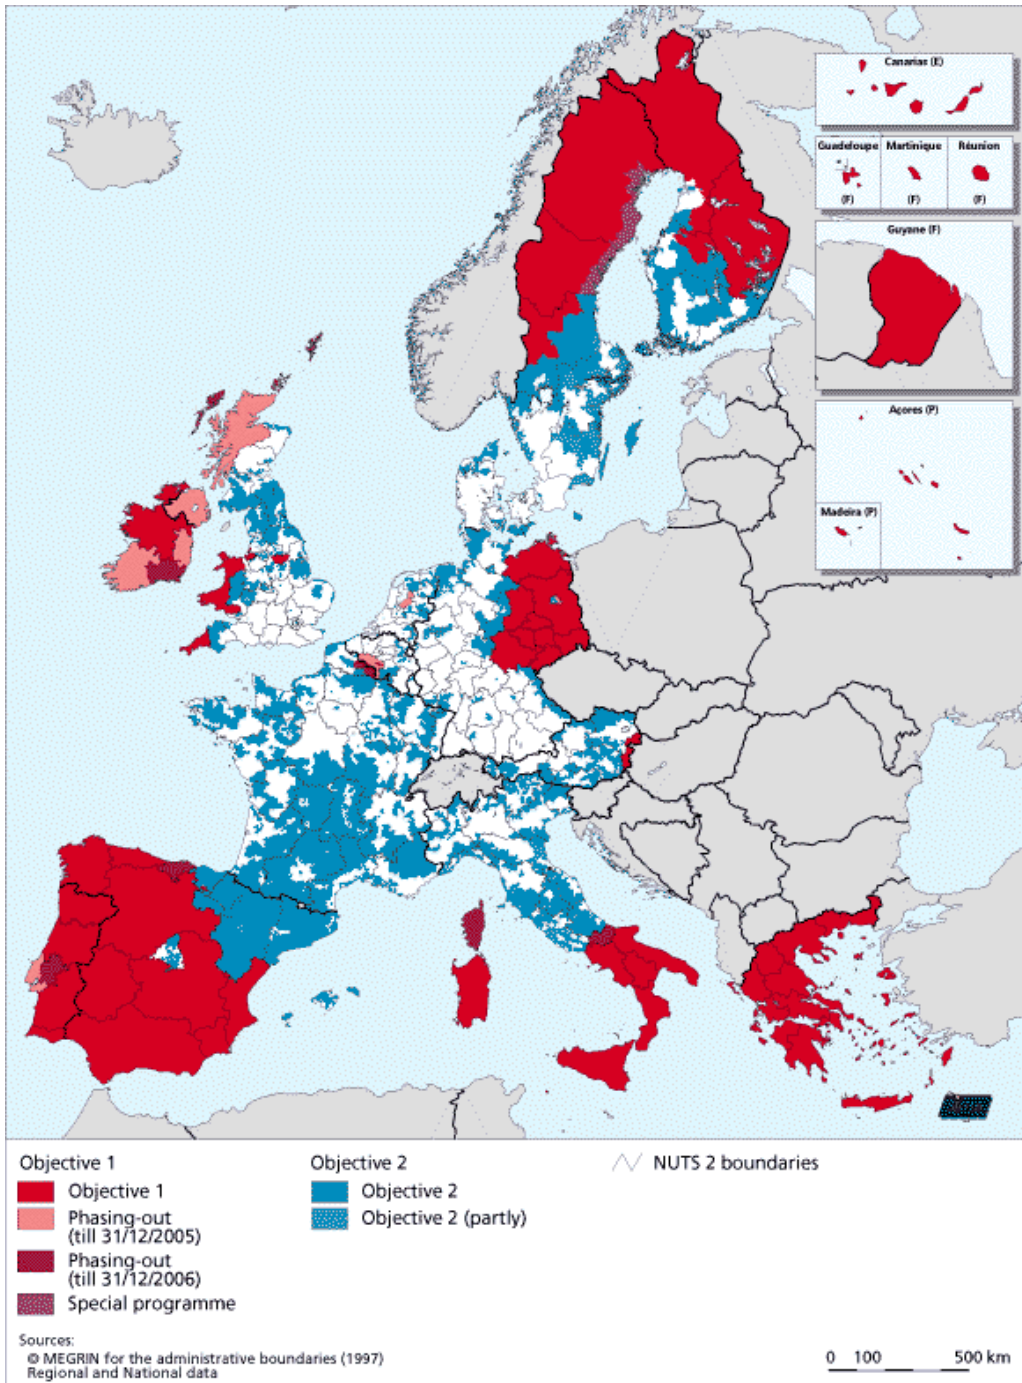 Canarias (E)
Guadeloupe Martinique Réunion
(F) (F) (F)
Guyane (F)
Açores (P)
Madeira (P)
Objective 1
Objective 1
Phasing-out
(till 31/12/2005)
Phasing-out
(till 31/12/2006)
Special programme
Objective 2
Objective 2
Objective 2 (partly)
NUTS 2 boundaries
Sources:
© MEGRIN for the administrative boundaries (1997)
Regional and National data
0 100 500 km